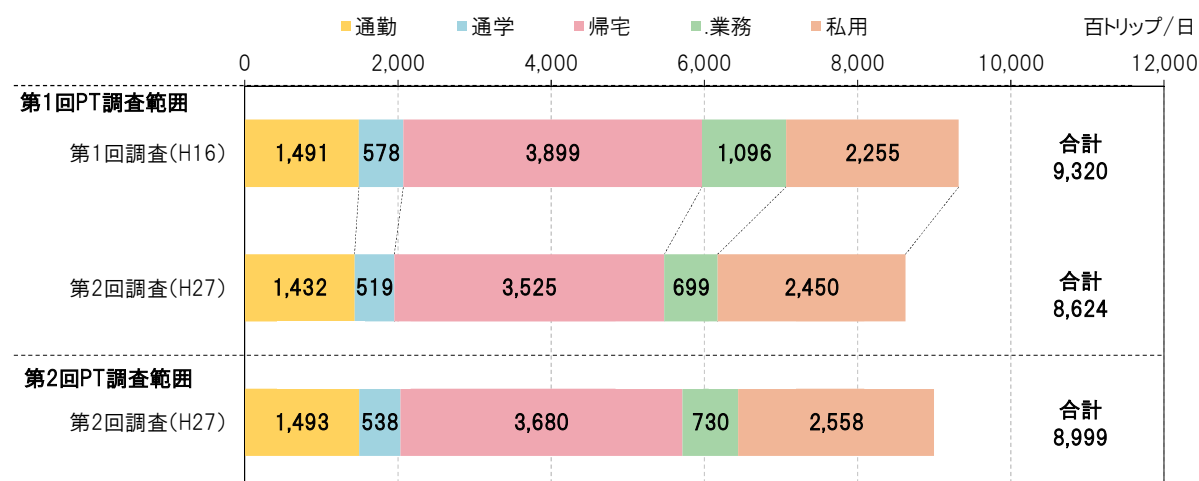 通勤 通学 帰宅 .業務 私用 百トリップ/日
0 2,000 4,000 6,000 8,000 10,000 12,000
第1回PT調査範囲
第1回調査(H16) 1,491 578 3,899 1,096 2,255 合計
9,320
第2回調査(H27) 1,432 519 3,525 699 2,450 合計
8,624
第2回PT調査範囲
第2回調査(H27) 1,493 538 3,680 730 2,558 合計
8,999